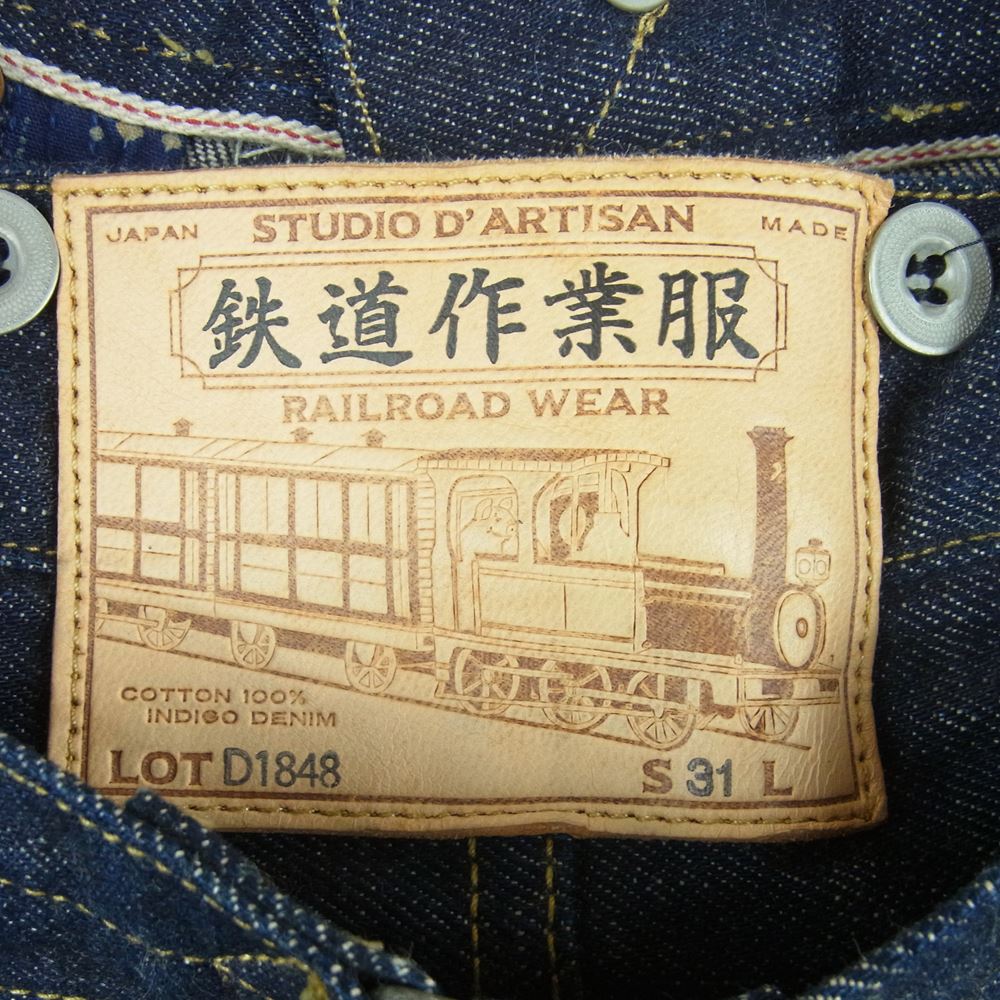 JAPAN STUDIO D'ARTISAN MADE
鉄道作業服
RAILROAD WEAR
COTTON 100%
INDIGO DENIM
LOT D1848 S 31 L